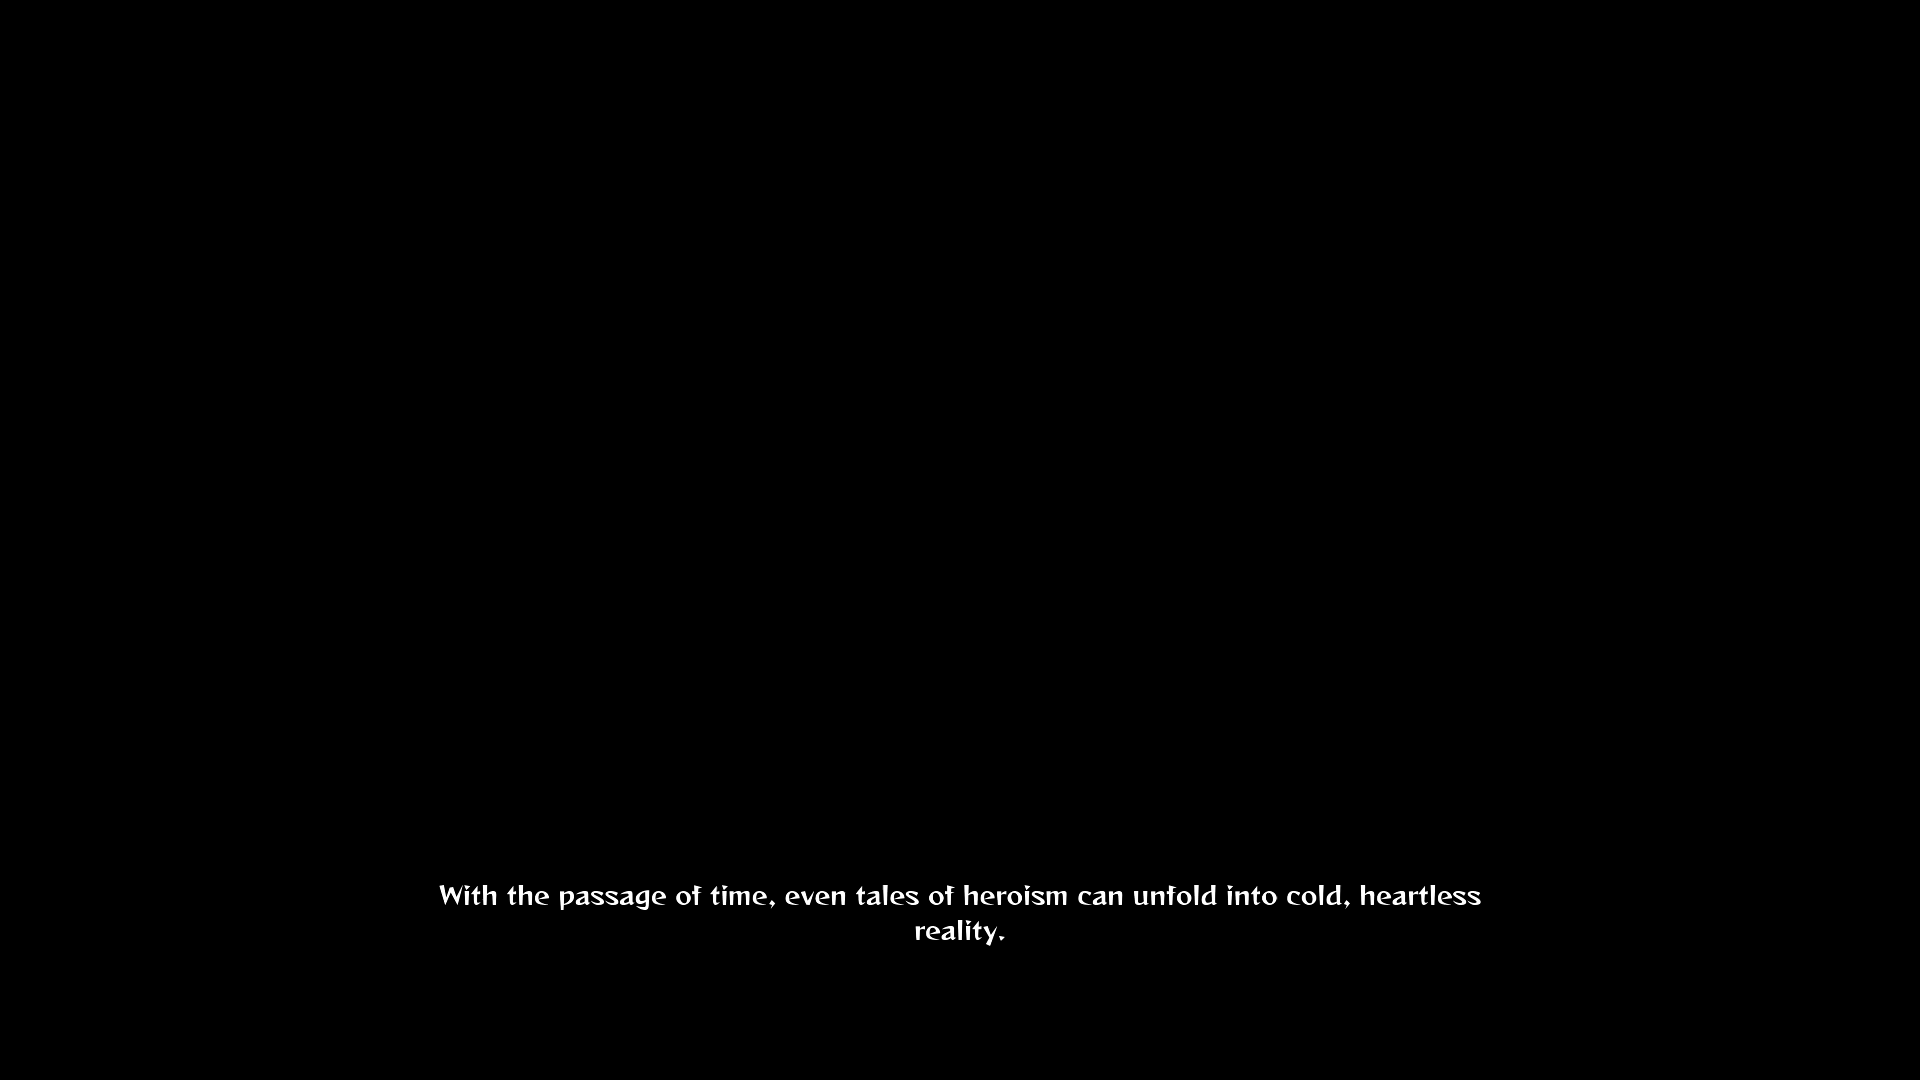 With the passage of time, even tales of heroism can unfold into cold, heartless
reality.